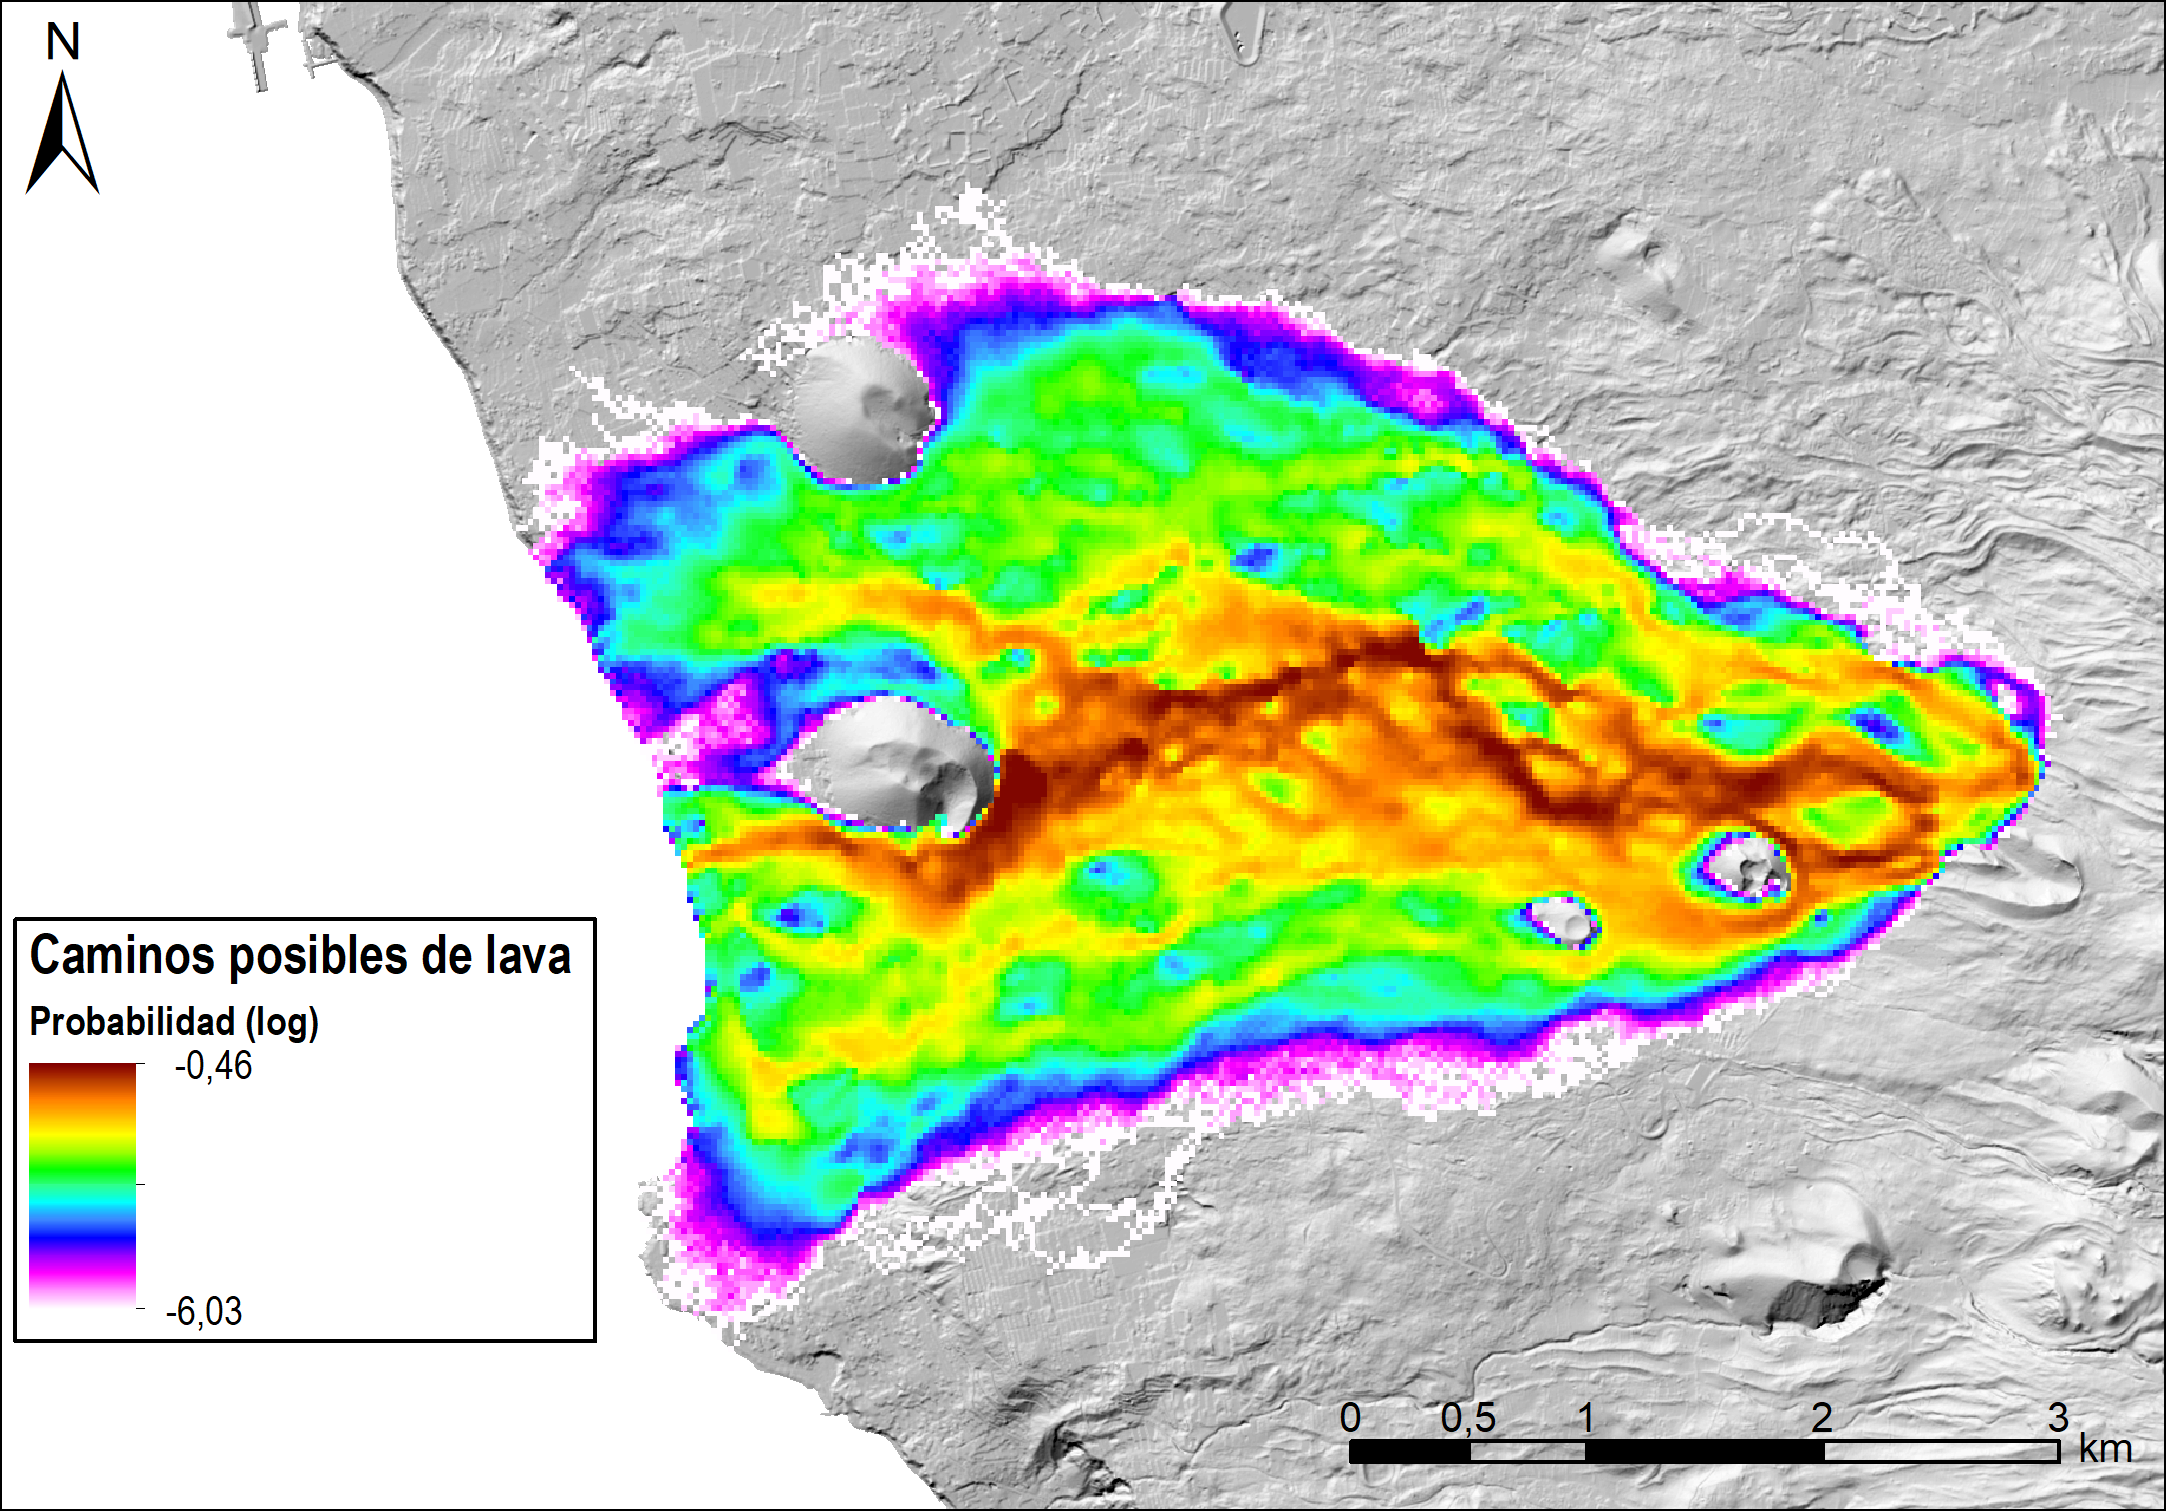 N
Caminos posibles de lava
Probabilidad (log)
-0,46
-6,03
0 0,5 1 2 3
km